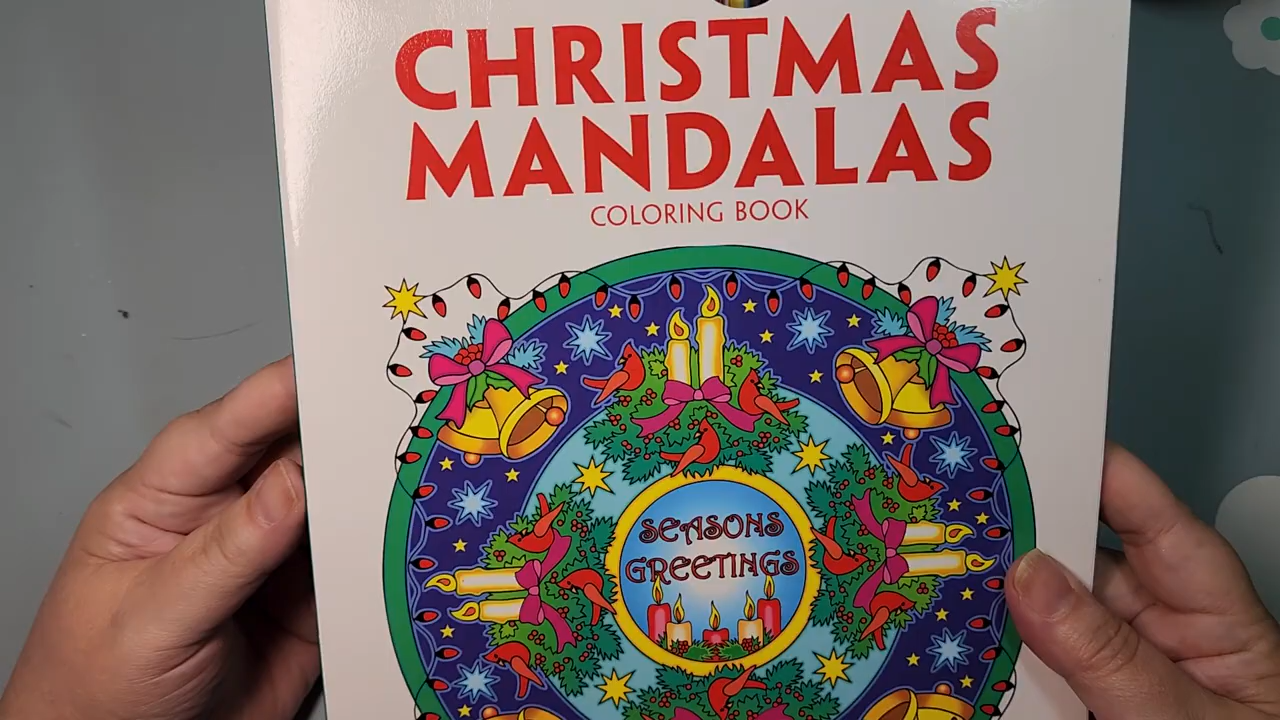 CHRISTMAS
MANDALAS
COLORING BOOK
SEASONS
GREETINGS